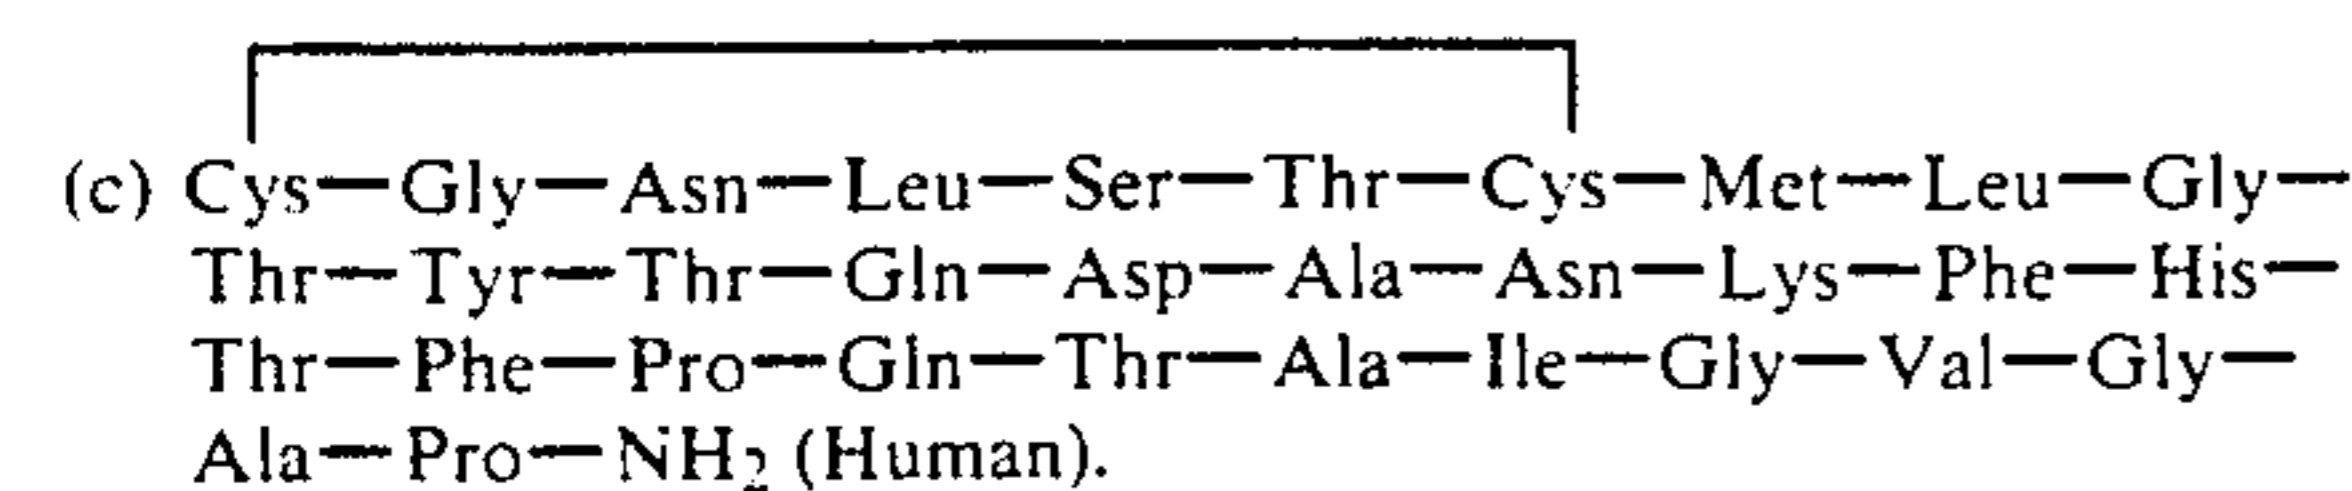 (c) Cys—Gly—Asn—Leu—Ser—Thr—Cys—Met—Leu—Gly—
Thr—Tyr—Thr—Gln—Asp—Ala—Asn—Lys—Phe—His—
Thr—Phe—Pro—Gln—Thr—Ala—Ile—Gly—Val—Gly—
Ala—Pro—NH₂ (Human).